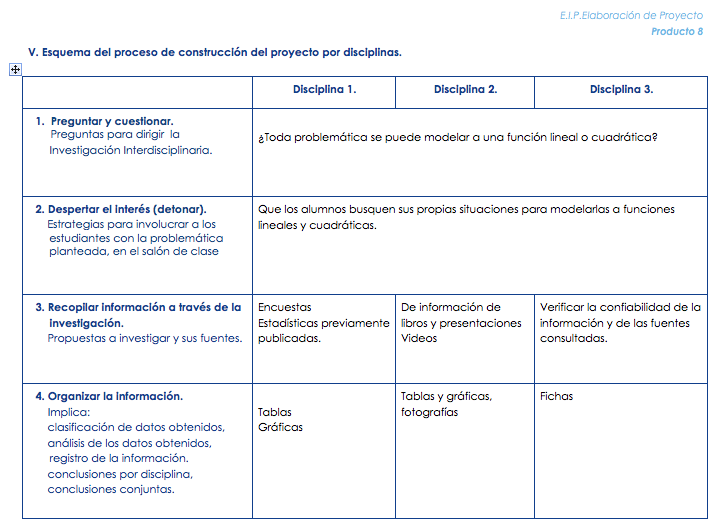 E.I.P.Elaboración de Proyecto
Producto 8
V. Esquema del proceso de construcción del proyecto por disciplinas.
Disciplina 1.
Disciplina 2.
Disciplina 3.
1. Preguntar y cuestionar.
Preguntas para dirigir la
Investigación Interdisciplinaria.
¿Toda problemática se puede modelar a una función lineal o cuadrática?
2. Despertar el interés (detonar).
Estrategias para involucrar a los
estudiantes con la problemática
planteada, en el salón de clase
Que los alumnos busquen sus propias situaciones para modelarlas a funciones
lineales y cuadráticas.
3. Recopilar información a través de la
investigación.
Propuestas a investigar y sus fuentes.
Encuestas
Estadísticas previamente
publicadas.
De información de
libros y presentaciones
Videos
Verificar la confiabilidad de la
información y de las fuentes
consultadas.
4. Organizar la información.
Implica:
clasificación de datos obtenidos,
análisis de los datos obtenidos,
registro de la información.
conclusiones por disciplina,
conclusiones conjuntas.
Tablas
Gráficas
Tablas y gráficas,
fotografías
Fichas